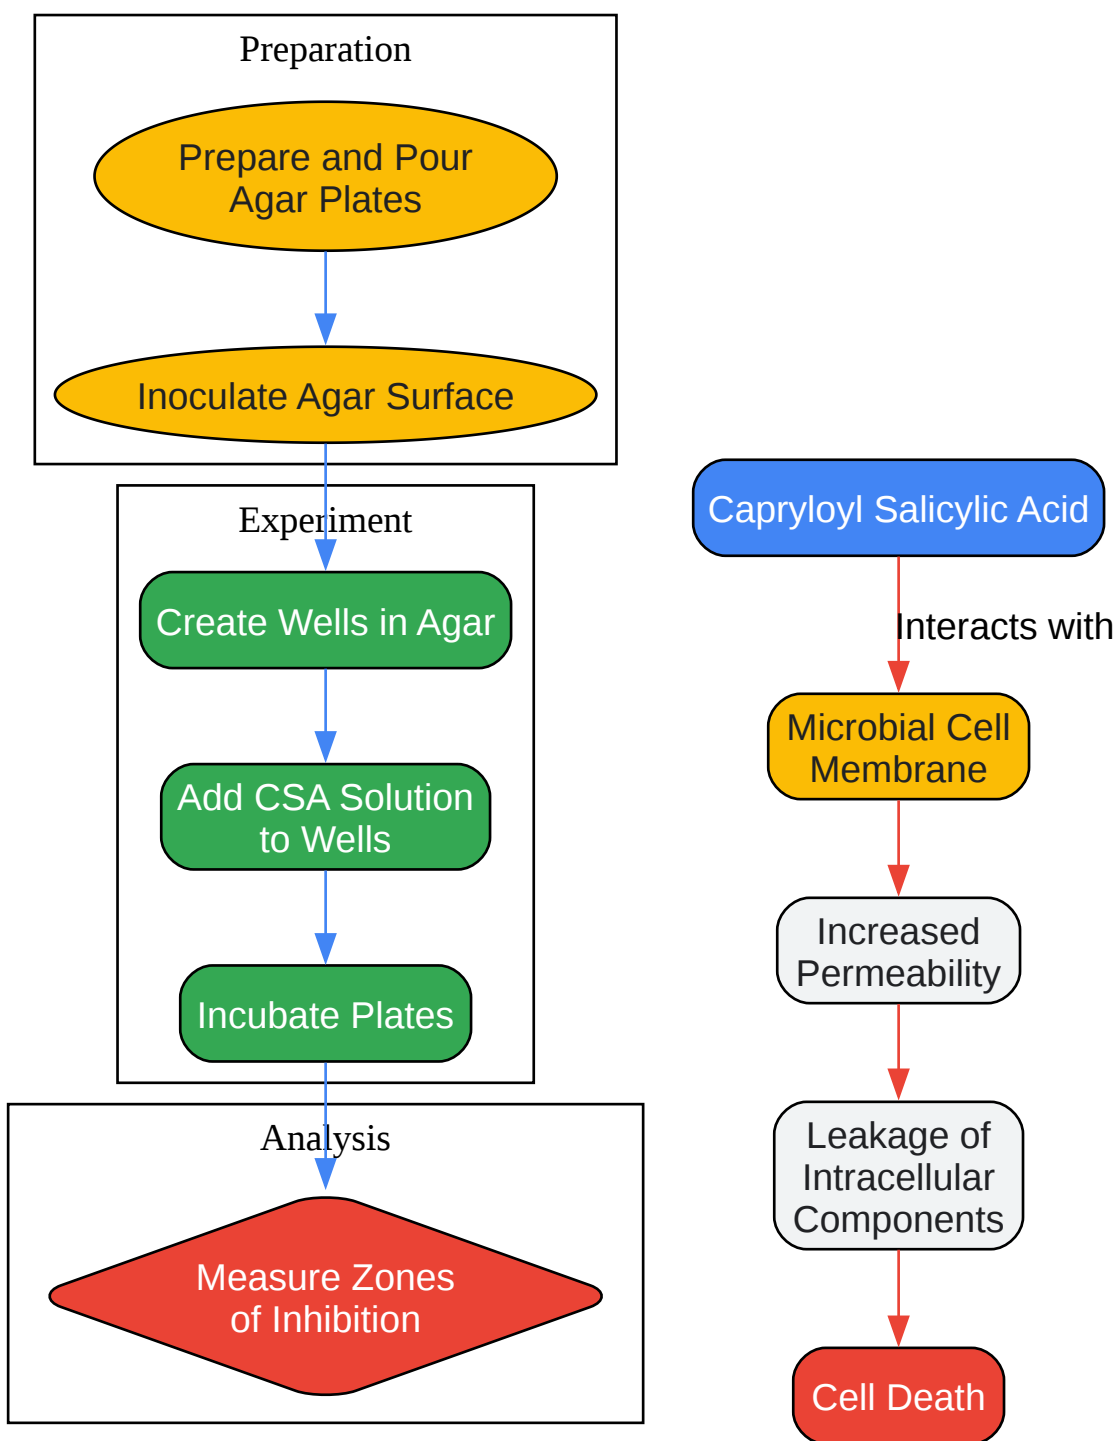 Preparation
Prepare and Pour
Agar Plates
Inoculate Agar Surface
Experiment
Create Wells in Agar
Add CSA Solution
to Wells
Incubate Plates
Analysis
Measure Zones
of Inhibition
Capryloyl Salicylic Acid
Interacts with
Microbial Cell
Membrane
Increased
Permeability
Leakage of
Intracellular
Components
Cell Death